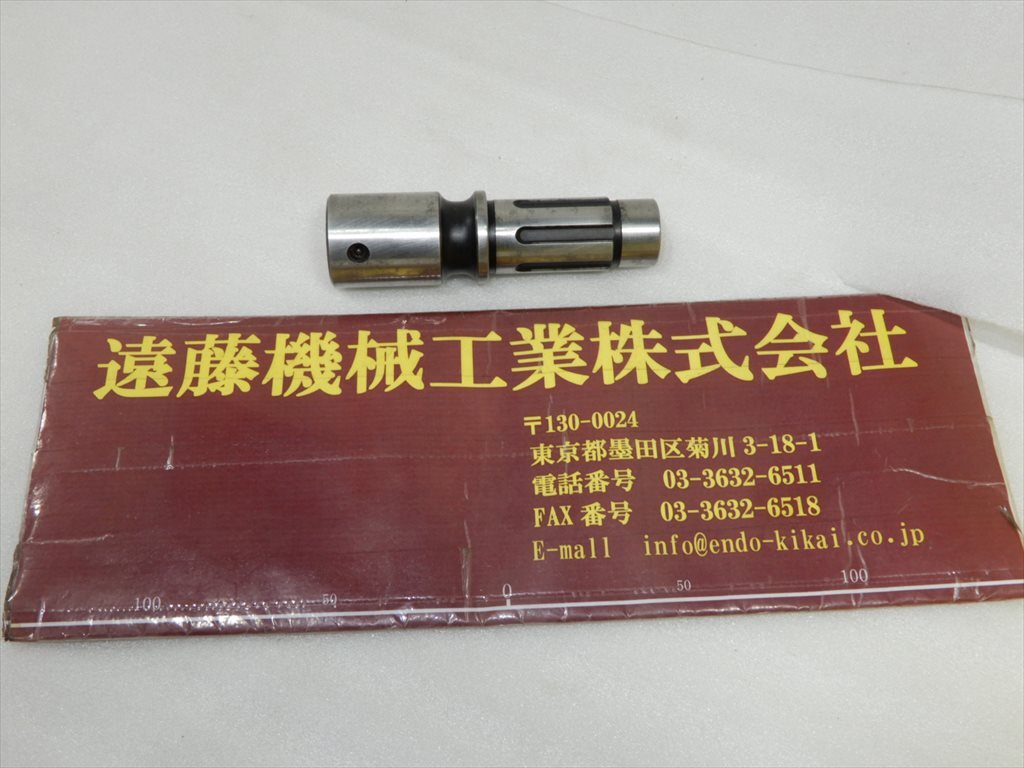 遠藤機械工業株式会社
〒130-0024
東京都墨田区菊川 3-18-1
電話番号 03-3632-6511
FAX 番号 03-3632-6518
E-mall info@endo-kikai.co.jp
100 50 0 50 100